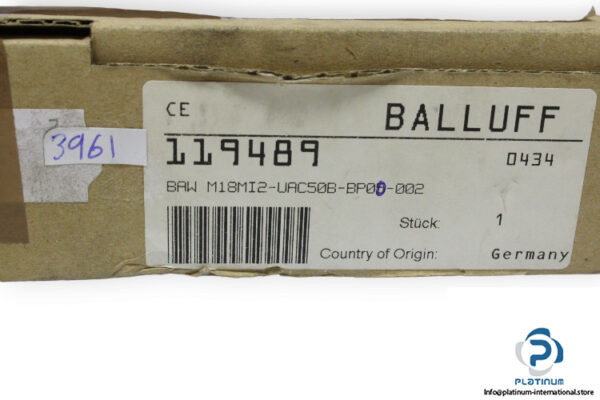 CE
BALLUFF
3961
119489
0434
BAW M18MI2-UAC50B-BP00-002
Stück: 1
Country of Origin: Germany
PLATINUM
Info@platinum-international.store